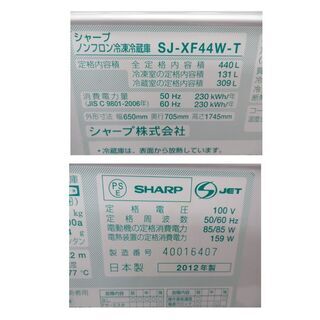 シャープ
ノンフロン冷凍冷蔵庫 SJ-XF44W-T
定格内容積 全定格内容積 440L
冷凍室の定格内容積 131L
冷蔵室の定格内容積 309L
消費電力量 50 Hz 230 kWh/年
(JIS C 9801-2006年) 60 Hz 230 kWh/年
外形寸法 幅650mm 奥行705mm 高さ1745mm
シャープ株式会社
冷蔵庫は、表面から放熱しています。
PS
E SHARP S JET
定格電圧 100 V
定格周波数 50/60 Hz
電動機の定格消費電力 85/85 W
電熱装置の定格消費電力 159 W
製造番号 40016407
日本製 2012年製